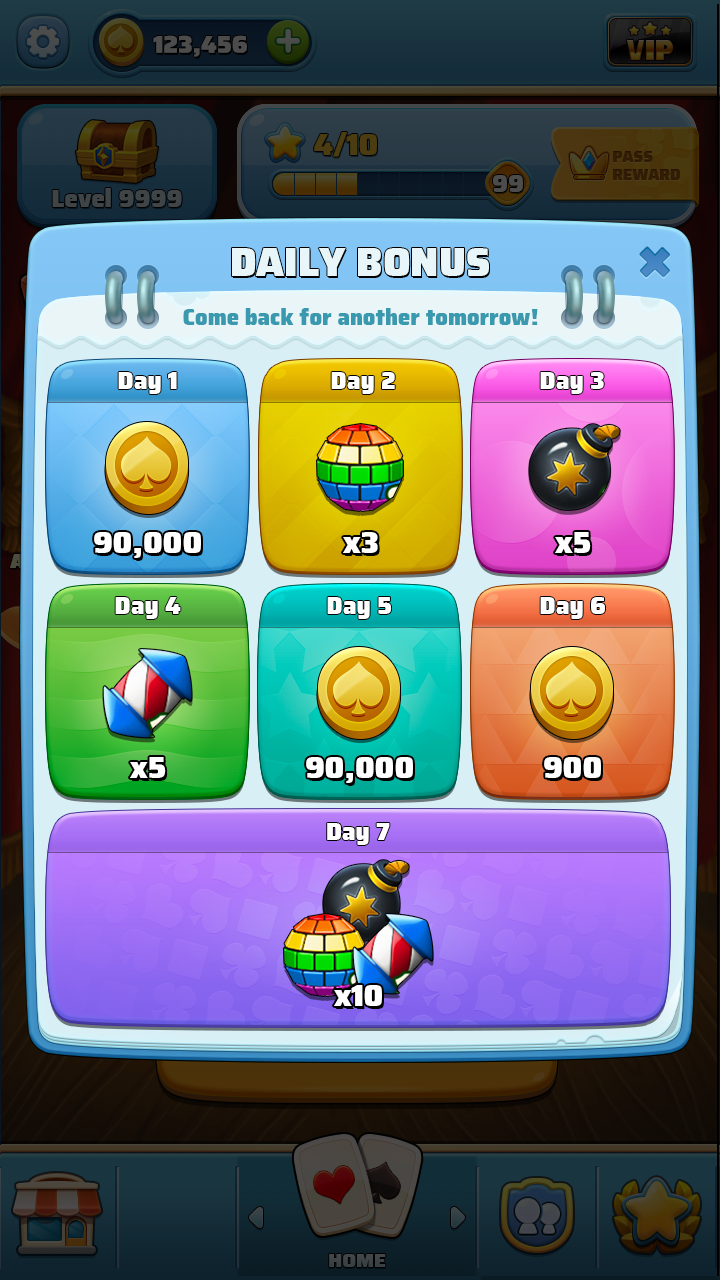 123,456
VIP
Level 9999
4/10
99
PASS
REWARD
DAILY BONUS
Come back for another tomorrow!
Day 1
90,000
Day 2
x3
Day 3
x5
Day 4
x5
Day 5
90,000
Day 6
900
Day 7
x10
HOME